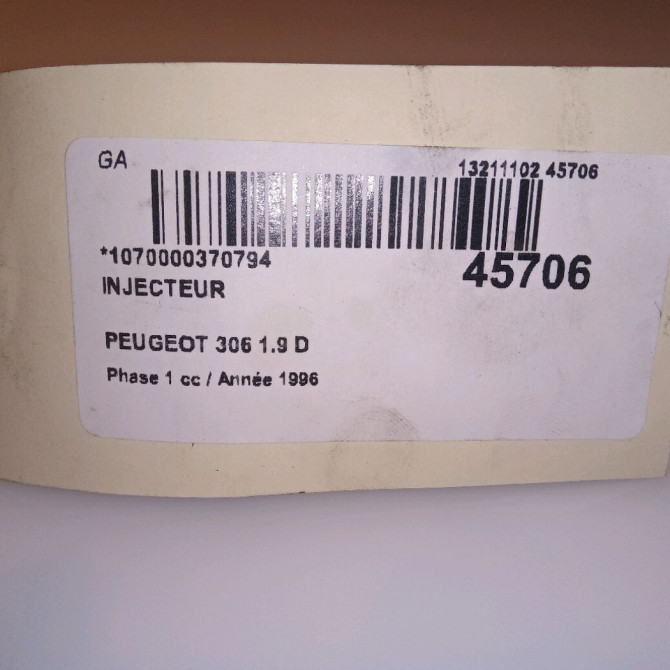 GA
13211102 45706
*1070000370794
45706
INJECTEUR
PEUGEOT 306 1.9 D
Phase 1 cc / Année 1996